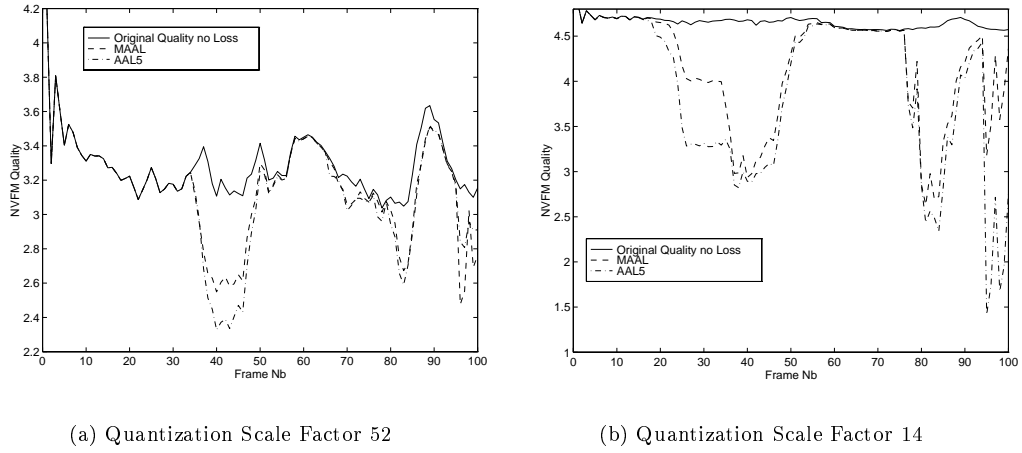 4.2
4
3.8
3.6
3.4
3.2
3
2.8
2.6
2.4
2.2
NVFM Quality
Original Quality no Loss
MAAL
AAL5
0 10 20 30 40 50 60 70 80 90 100
Frame Nb
(a) Quantization Scale Factor 52
4.5
4
3.5
3
2.5
2
1.5
1
NVFM Quality
Original Quality no Loss
MAAL
AAL5
0 10 20 30 40 50 60 70 80 90 100
Frame Nb
(b) Quantization Scale Factor 14